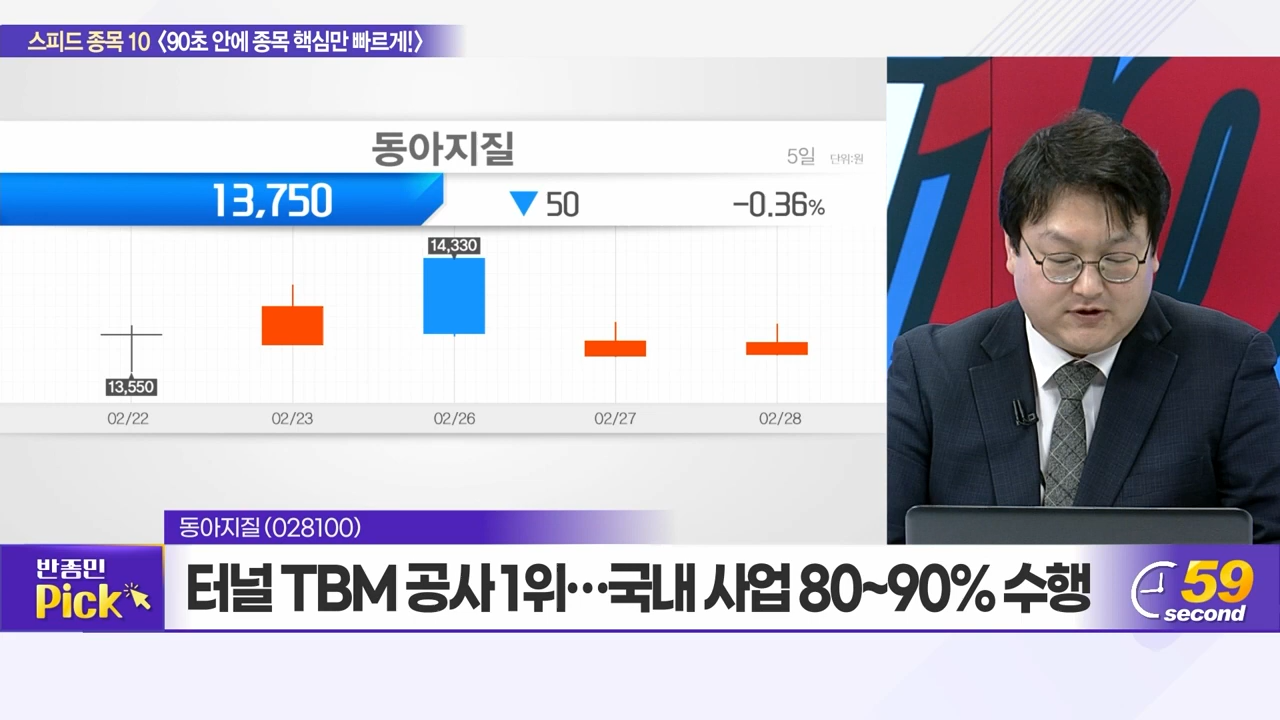 스피드 종목 10 〈90초 안에 종목 핵심만 빠르게!〉
동아지질
5일 단위:원
13,750 ▼ 50 -0.36%
14,330
13,550
02/22 02/23 02/26 02/27 02/28
동아지질(028100)
반종민
Pick
터널 TBM 공사 1위…국내 사업 80~90% 수행
59
second